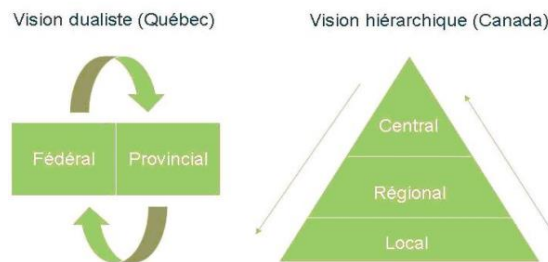 Vision dualiste (Québec)
Vision hiérarchique (Canada)
Fédéral
Provincial
Central
Régional
Local